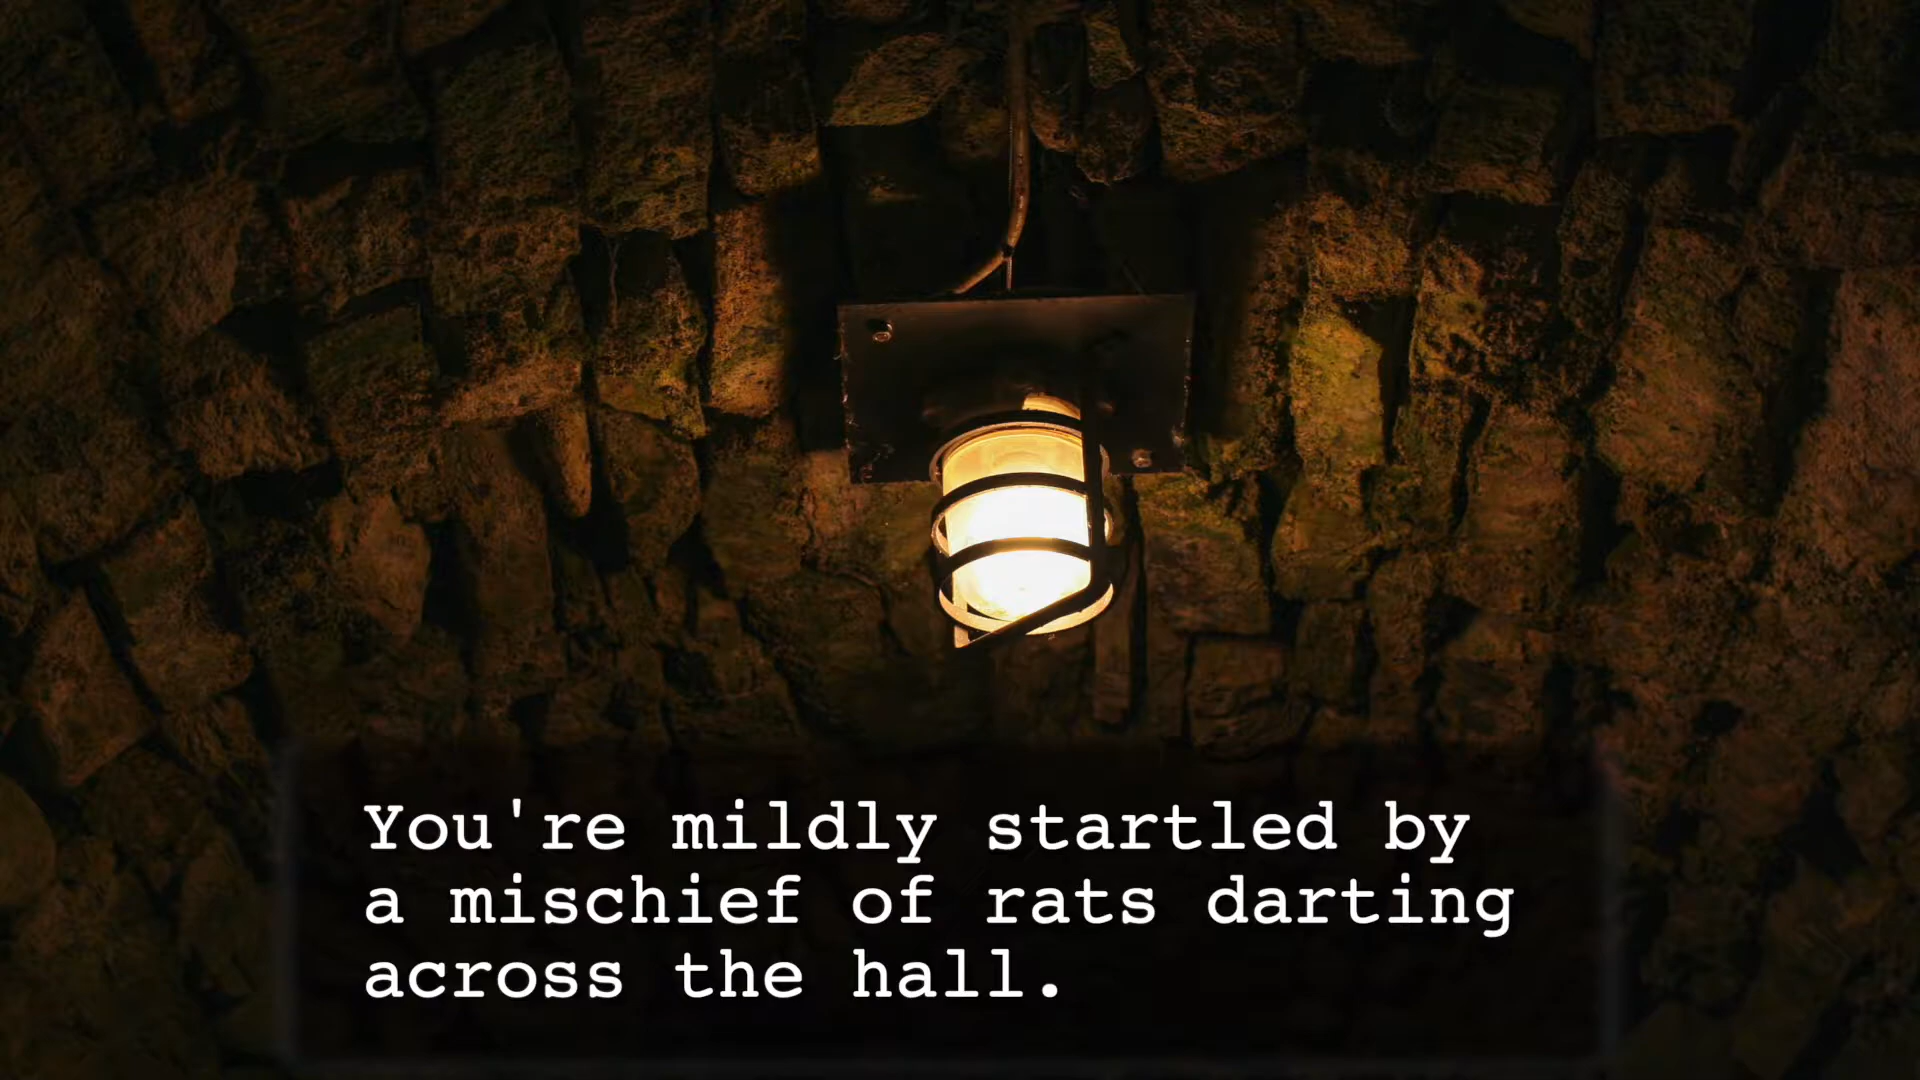 You're mildly startled by
a mischief of rats darting
across the hall.